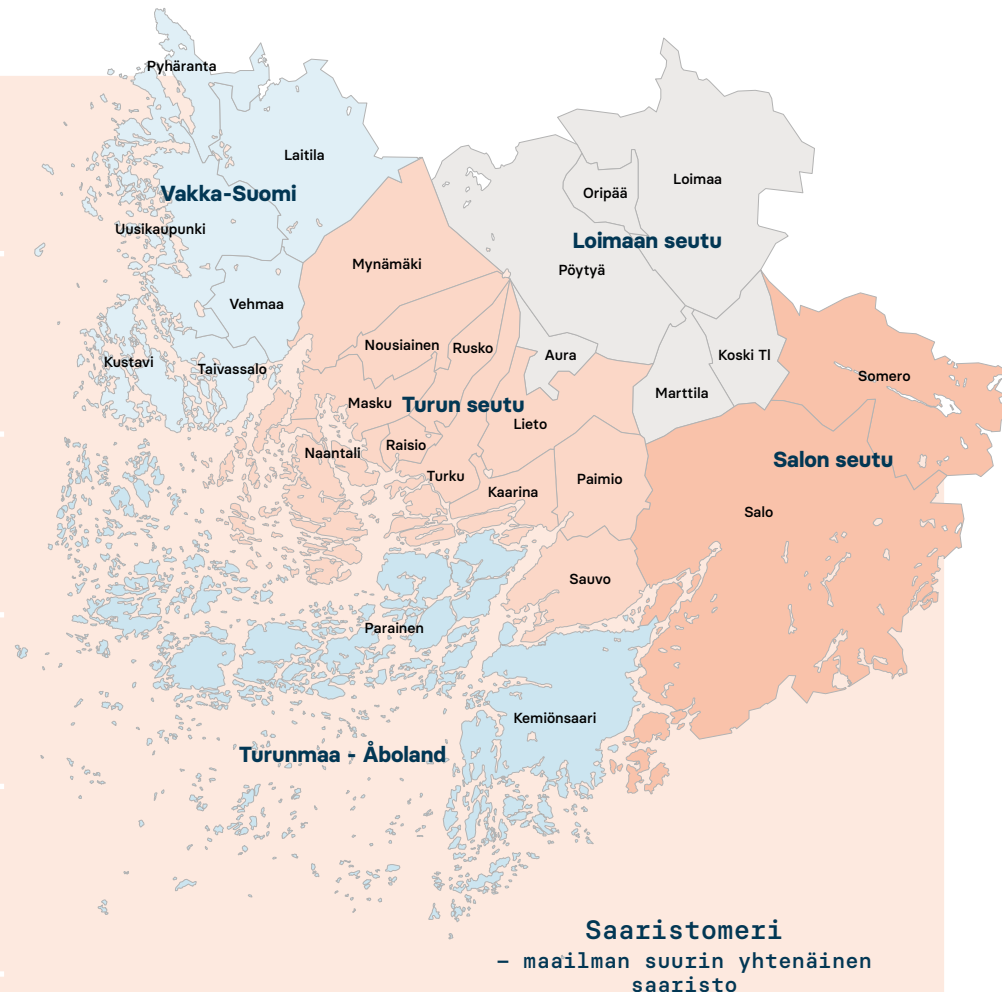 Pyhäranta
Laitila
Loimaa
Oripää
Vakka-Suomi
Uusikaupunki
Loimaan seutu
Mynämäki
Pöytyä
Vehmaa
Nousiainen
Rusko
Aura
Koski Tl
Kustavi
Taivassalo
Somero
Marttila
Masku
Turun seutu
Lieto
Raisio
Naantali
Salon seutu
Turku
Paimio
Kaarina
Salo
Sauvo
Parainen
Kemiönsaari
Turunmaa - Åboland
Saaristomeri
– maailman suurin yhtenäinen
saaristo